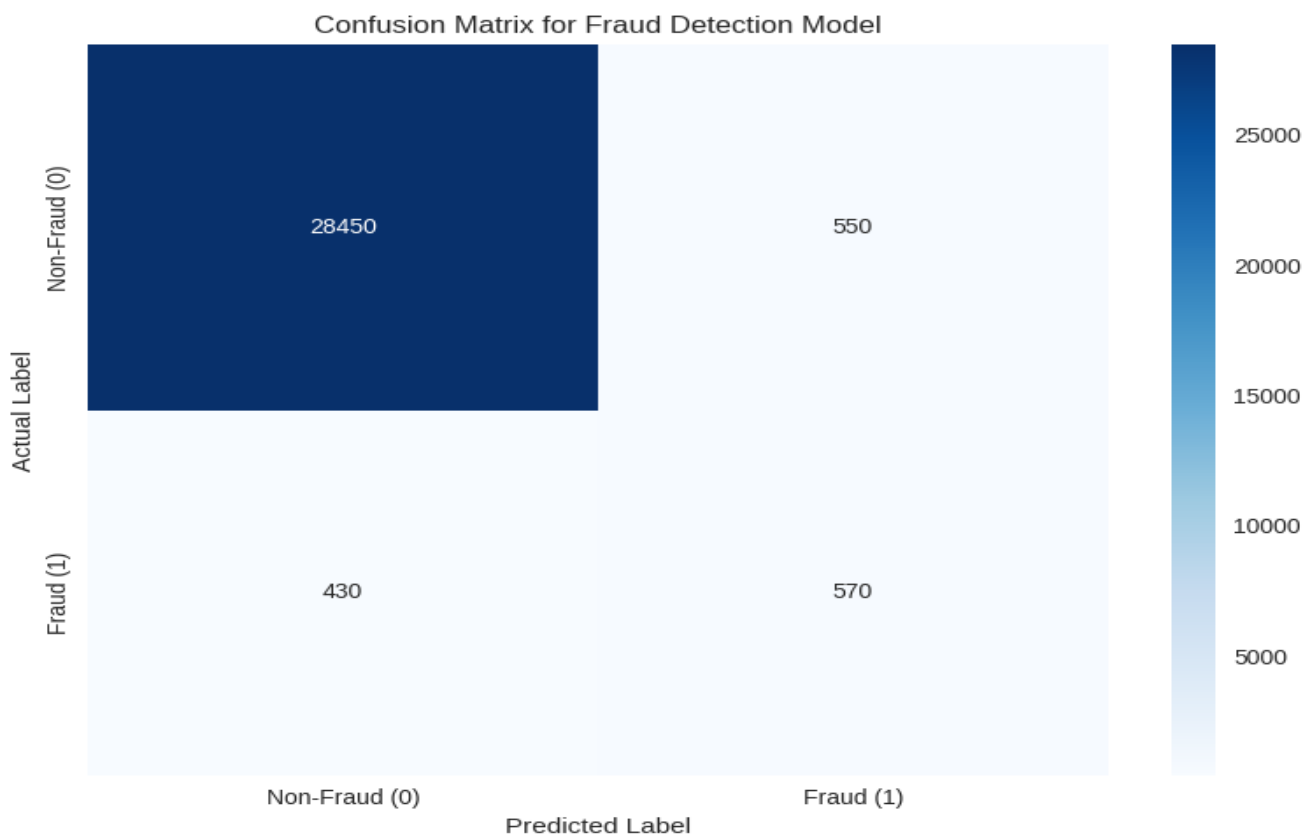 Confusion Matrix for Fraud Detection Model
Actual Label
Non-Fraud (0)
28450
550
Fraud (1)
430
570
Non-Fraud (0)
Fraud (1)
Predicted Label
25000
20000
15000
10000
5000